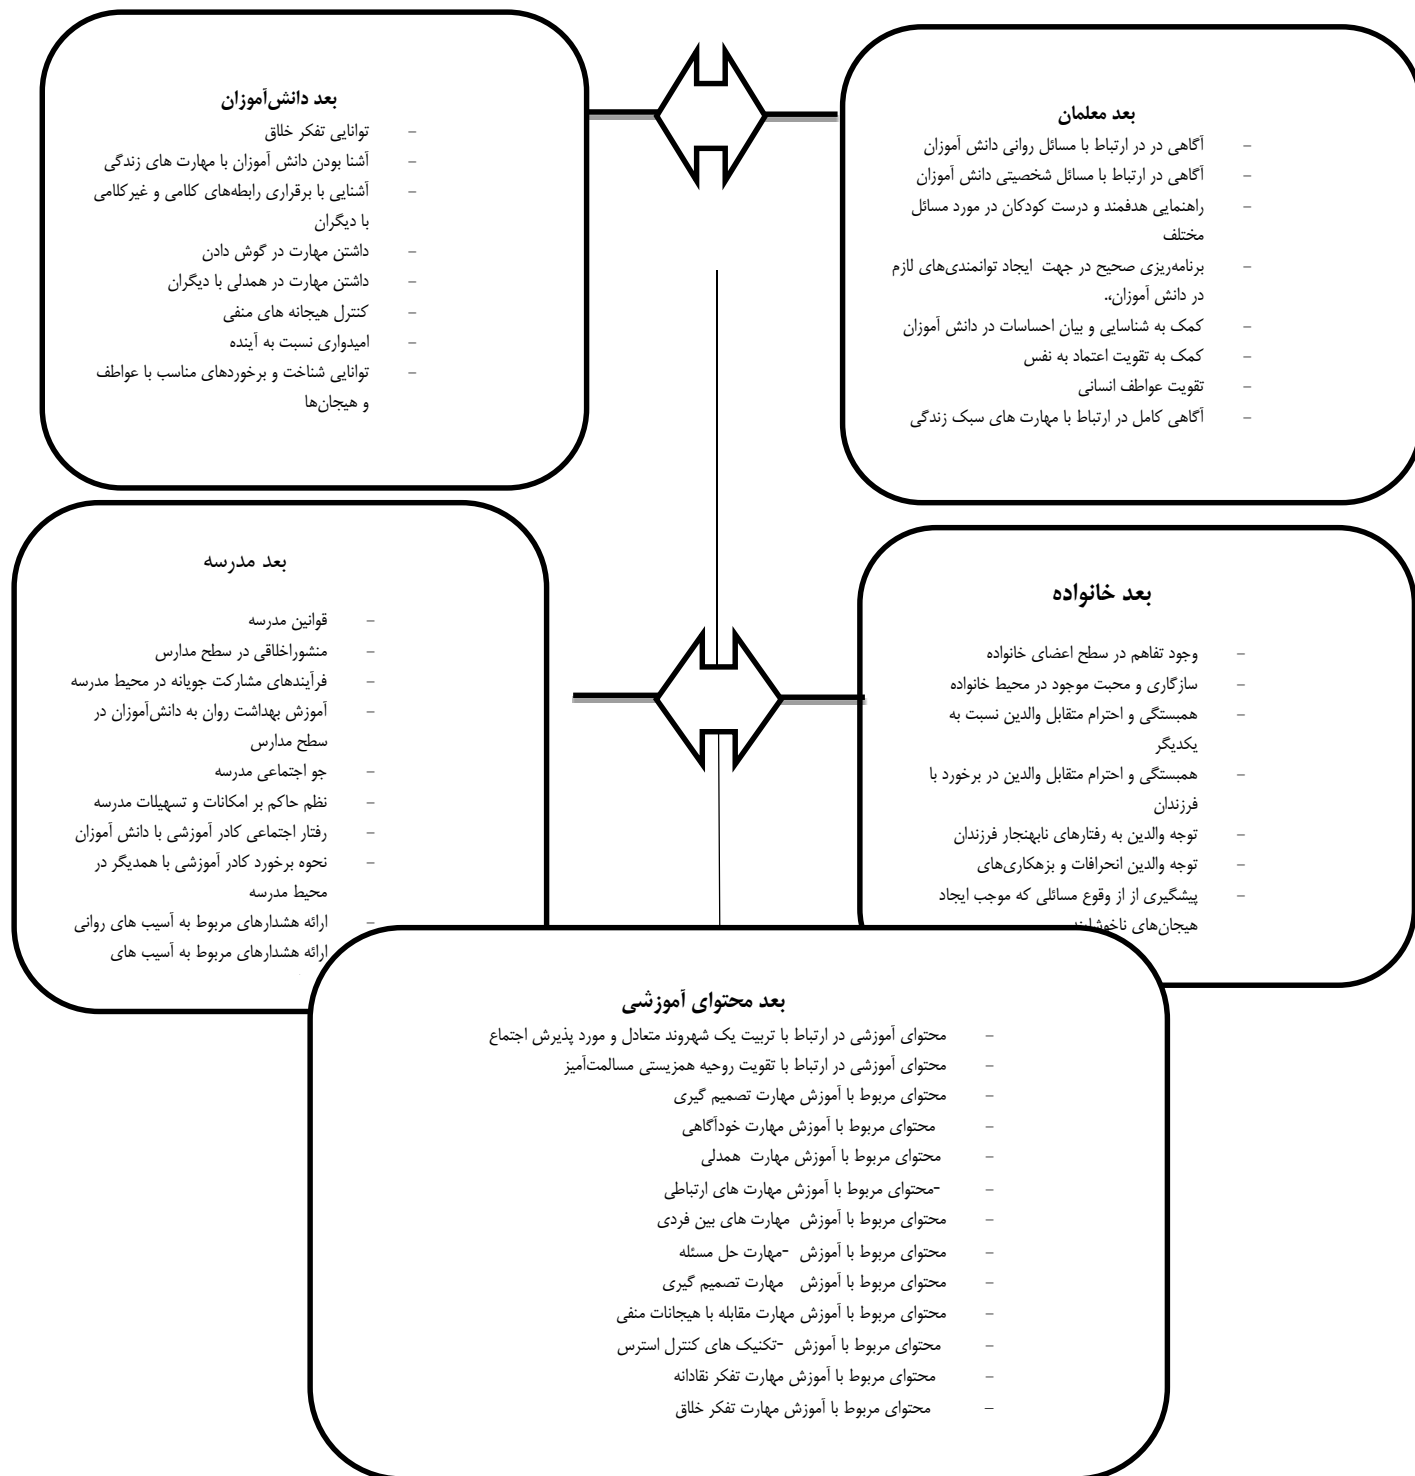 بعد معلمان
- آگاهی در در ارتباط با مسائل روانی دانش آموزان
- آگاهی در ارتباط با مسائل شخصیتی دانش آموزان
- راهنمایی هدفمند و درست کودکان در مورد مسائل
مختلف
- برنامه‌ریزی صحیح در جهت ایجاد توانمندی‌های لازم
در دانش آموزان،.
- کمک به شناسایی و بیان احساسات در دانش آموزان
- کمک به تقویت اعتماد به نفس
- تقویت عواطف انسانی
- آگاهی کامل در ارتباط با مهارت های سبک زندگی
بعد دانش‌آموزان
- توانایی تفکر خلاق
- آشنا بودن دانش آموزان با مهارت های زندگی
- آشنایی با برقراری رابطه‌های کلامی و غیرکلامی
با دیگران
- داشتن مهارت در گوش دادن
- داشتن مهارت در همدلی با دیگران
- کنترل هیجانه های منفی
- امیدواری نسبت به آینده
- توانایی شناخت و برخوردهای مناسب با عواطف
و هیجان‌ها
بعد خانواده
- وجود تفاهم در سطح اعضای خانواده
- سازگاری و محبت موجود در محیط خانواده
- همبستگی و احترام متقابل والدین نسبت به
یکدیگر
- همبستگی و احترام متقابل والدین در برخورد با
فرزندان
- توجه والدین به رفتارهای نابهنجار فرزندان
- توجه والدین انحرافات و بزهکاری‌های
- پیشگیری از از وقوع مسائلی که موجب ایجاد
هیجان‌های
بعد مدرسه
- قوانین مدرسه
- منشوراخلاقی در سطح مدارس
- فرآیندهای مشارکت جویانه در محیط مدرسه
- آموزش بهداشت روان به دانش‌آموزان در
سطح مدارس
- جو اجتماعی مدرسه
- نظم حاکم بر امکانات و تسهیلات مدرسه
- رفتار اجتماعی کادر آموزشی با دانش آموزان
- نحوه برخورد کادر آموزشی با همدیگر در
محیط مدرسه
- ارائه هشدارهای مربوط به آسیب های روانی
ارائه هشدارهای مربوط به آسیب های
بعد محتوای آموزشی
- محتوای آموزشی در ارتباط با تربیت یک شهروند متعادل و مورد پذیرش اجتماع
- محتوای آموزشی در ارتباط با تقویت روحیه همزیستی مسالمت‌آمیز
- محتوای مربوط با آموزش مهارت تصمیم گیری
- محتوای مربوط با آموزش مهارت خودآگاهی
- محتوای مربوط با آموزش مهارت همدلی
- -محتوای مربوط با آموزش مهارت های ارتباطی
- محتوای مربوط با آموزش مهارت های بین فردی
- محتوای مربوط با آموزش -مهارت حل مسئله
- محتوای مربوط با آموزش مهارت تصمیم گیری
- محتوای مربوط با آموزش مهارت مقابله با هیجانات منفی
- محتوای مربوط با آموزش -تکنیک های کنترل استرس
- محتوای مربوط با آموزش مهارت تفکر نقادانه
- محتوای مربوط با آموزش مهارت تفکر خلاق